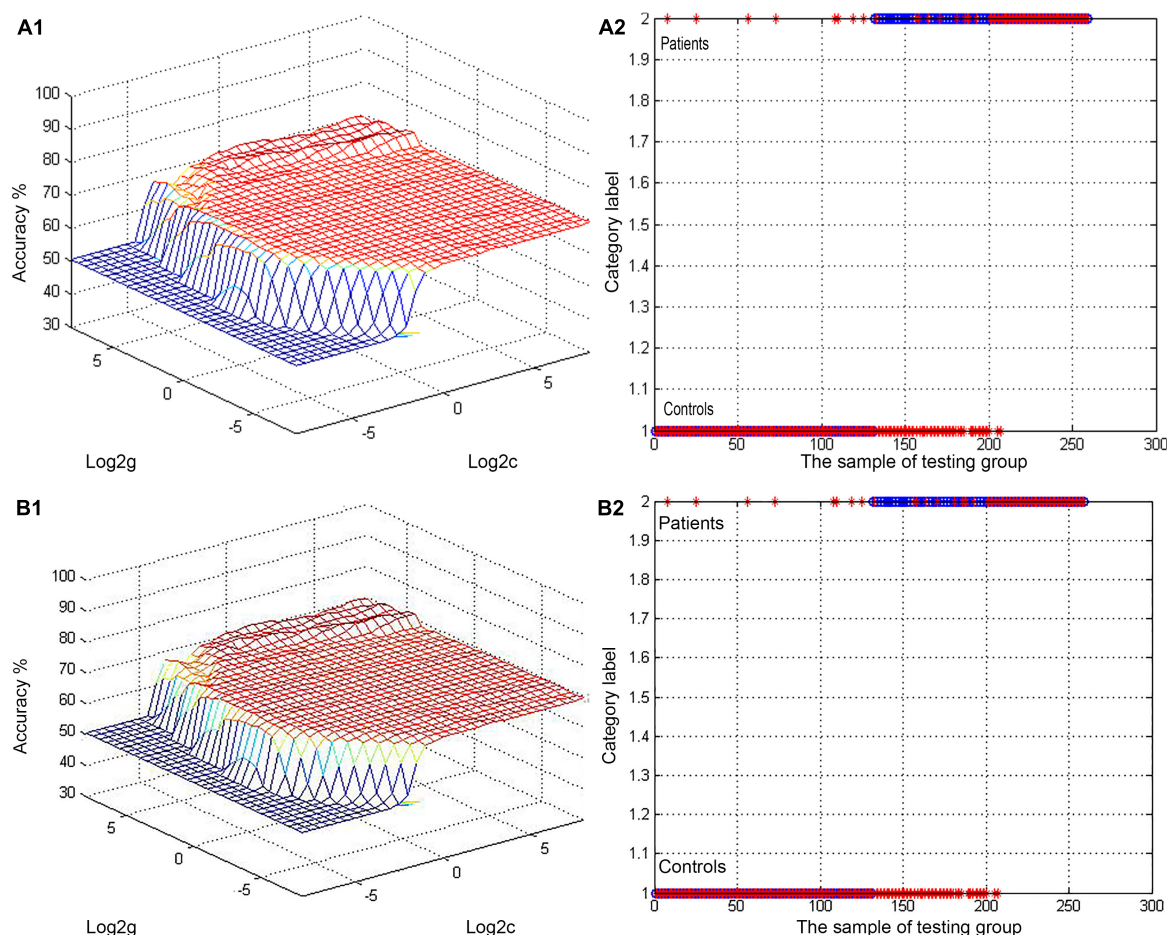 A1
100
90
80
70
60
50
40
30
Accuracy %
5
0
-5
Log2g
-5
0
5
Log2c
A2
2
1.9
1.8
1.7
1.6
1.5
1.4
1.3
1.2
1.1
1
Category label
Patients
Controls
0 50 100 150 200 250 300
The sample of testing group
B1
100
90
80
70
60
50
40
30
Accuracy %
5
0
-5
Log2g
-5
0
5
Log2c
B2
2
1.9
1.8
1.7
1.6
1.5
1.4
1.3
1.2
1.1
1
Category label
Patients
Controls
0 50 100 150 200 250 300
The sample of testing group